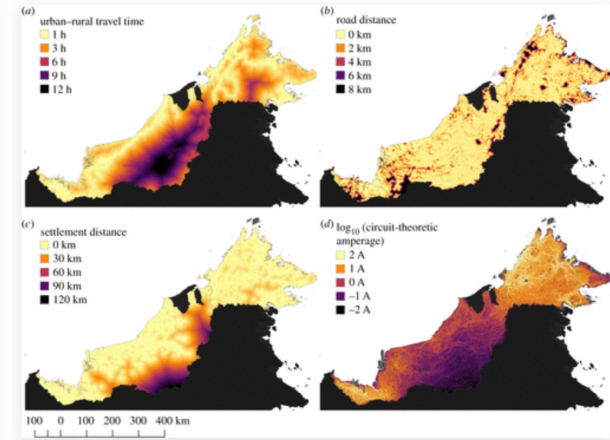 (a)
urban–rural travel time
1 h
3 h
6 h
9 h
12 h
(b)
road distance
0 km
2 km
4 km
6 km
8 km
(c)
settlement distance
0 km
30 km
60 km
90 km
120 km
(d)
log10 (circuit-theoretic
amperage)
2 A
1 A
0 A
–1 A
–2 A
100 0 100 200 300 400 km